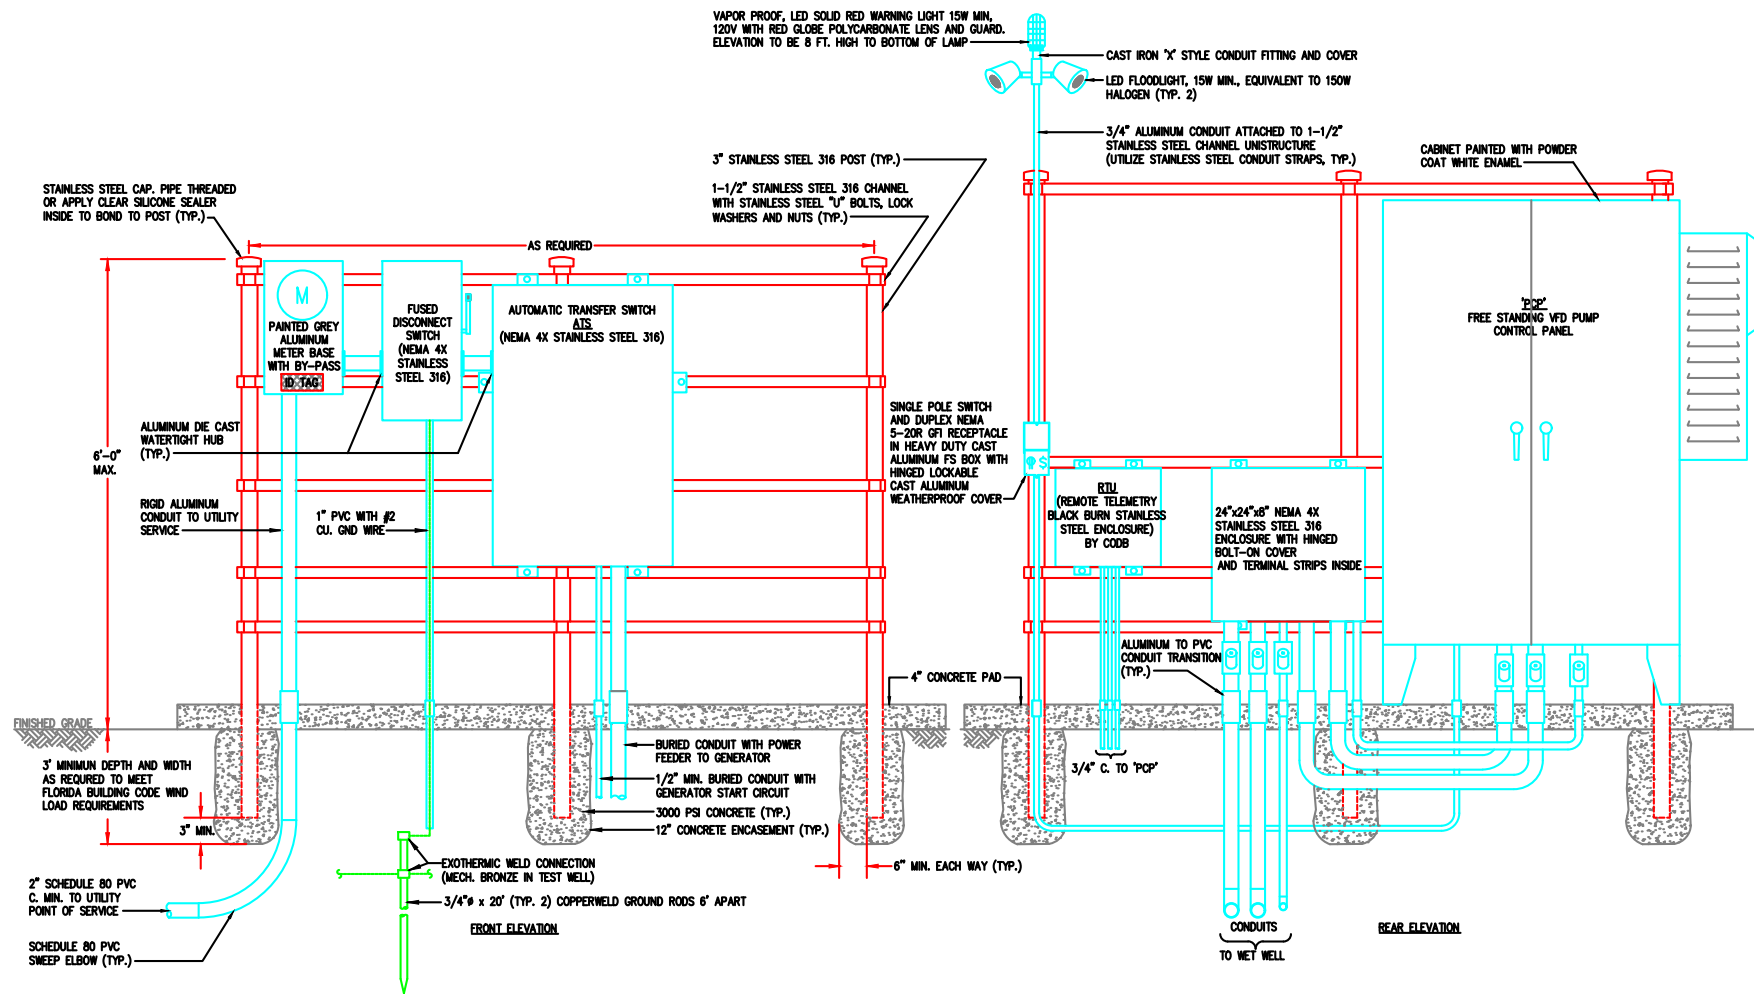 VAPOR PROOF, LED SOLID RED WARNING LIGHT 15W MIN,
120V WITH RED GLOBE POLYCARBONATE LENS AND GUARD.
ELEVATION TO BE 8 FT. HIGH TO BOTTOM OF LAMP
CAST IRON "X" STYLE CONDUIT FITTING AND COVER
LED FLOODLIGHT, 15W MIN., EQUIVALENT TO 150W
HALOGEN (TYP. 2)
3/4" ALUMINUM CONDUIT ATTACHED TO 1-1/2"
STAINLESS STEEL CHANNEL UNISTRUCTURE
(UTILIZE STAINLESS STEEL CONDUIT STRAPS, TYP.)
CABINET PAINTED WITH POWDER
COAT WHITE ENAMEL
3" STAINLESS STEEL 316 POST (TYP.)
1-1/2" STAINLESS STEEL 316 CHANNEL
WITH STAINLESS STEEL "U" BOLTS, LOCK
WASHERS AND NUTS (TYP.)
STAINLESS STEEL CAP. PIPE THREADED
OR APPLY CLEAR SILICONE SEALER
INSIDE TO BOND TO POST (TYP.)
AS REQUIRED
M
PAINTED GREY
ALUMINUM
METER BASE
WITH BY-PASS
ID TAG
FUSED
DISCONNECT
SWITCH
(NEMA 4X
STAINLESS
STEEL 316)
AUTOMATIC TRANSFER SWITCH
ATS
(NEMA 4X STAINLESS STEEL 316)
"PCP"
FREE STANDING VFD PUMP
CONTROL PANEL
6'-0"
MAX.
ALUMINUM DIE CAST
WATERTIGHT HUB
(TYP.)
RIGID ALUMINUM
CONDUIT TO UTILITY
SERVICE
1" PVC WITH #2
CU. GND WIRE
SINGLE POLE SWITCH
AND DUPLEX NEMA
5-20R GFI RECEPTACLE
IN HEAVY DUTY CAST
ALUMINUM FS BOX WITH
HINGED LOCKABLE
CAST ALUMINUM
WEATHERPROOF COVER
$
RTU
(REMOTE TELEMETRY
BLACK BURN STAINLESS
STEEL ENCLOSURE)
BY CODB
24"x24"x8" NEMA 4X
STAINLESS STEEL 316
ENCLOSURE WITH HINGED
BOLT-ON COVER
AND TERMINAL STRIPS INSIDE
ALUMINUM TO PVC
CONDUIT TRANSITION
(TYP.)
4" CONCRETE PAD
FINISHED GRADE
3' MINIMUN DEPTH AND WIDTH
AS REQURED TO MEET
FLORIDA BUILDING CODE WIND
LOAD REQUIREMENTS
3" MIN.
BURIED CONDUIT WITH POWER
FEEDER TO GENERATOR
1/2" MIN. BURIED CONDUIT WITH
GENERATOR START CIRCUIT
3000 PSI CONCRETE (TYP.)
12" CONCRETE ENCASEMENT (TYP.)
3/4" C. TO "PCP"
6" MIN. EACH WAY (TYP.)
EXOTHERMIC WELD CONNECTION
(MECH. BRONZE IN TEST WELL)
3/4"ø x 20' (TYP. 2) COPPERWELD GROUND RODS 6' APART
2" SCHEDULE 80 PVC
C. MIN. TO UTILITY
POINT OF SERVICE
SCHEDULE 80 PVC
SWEEP ELBOW (TYP.)
FRONT ELEVATION
CONDUITS
TO WET WELL
REAR ELEVATION